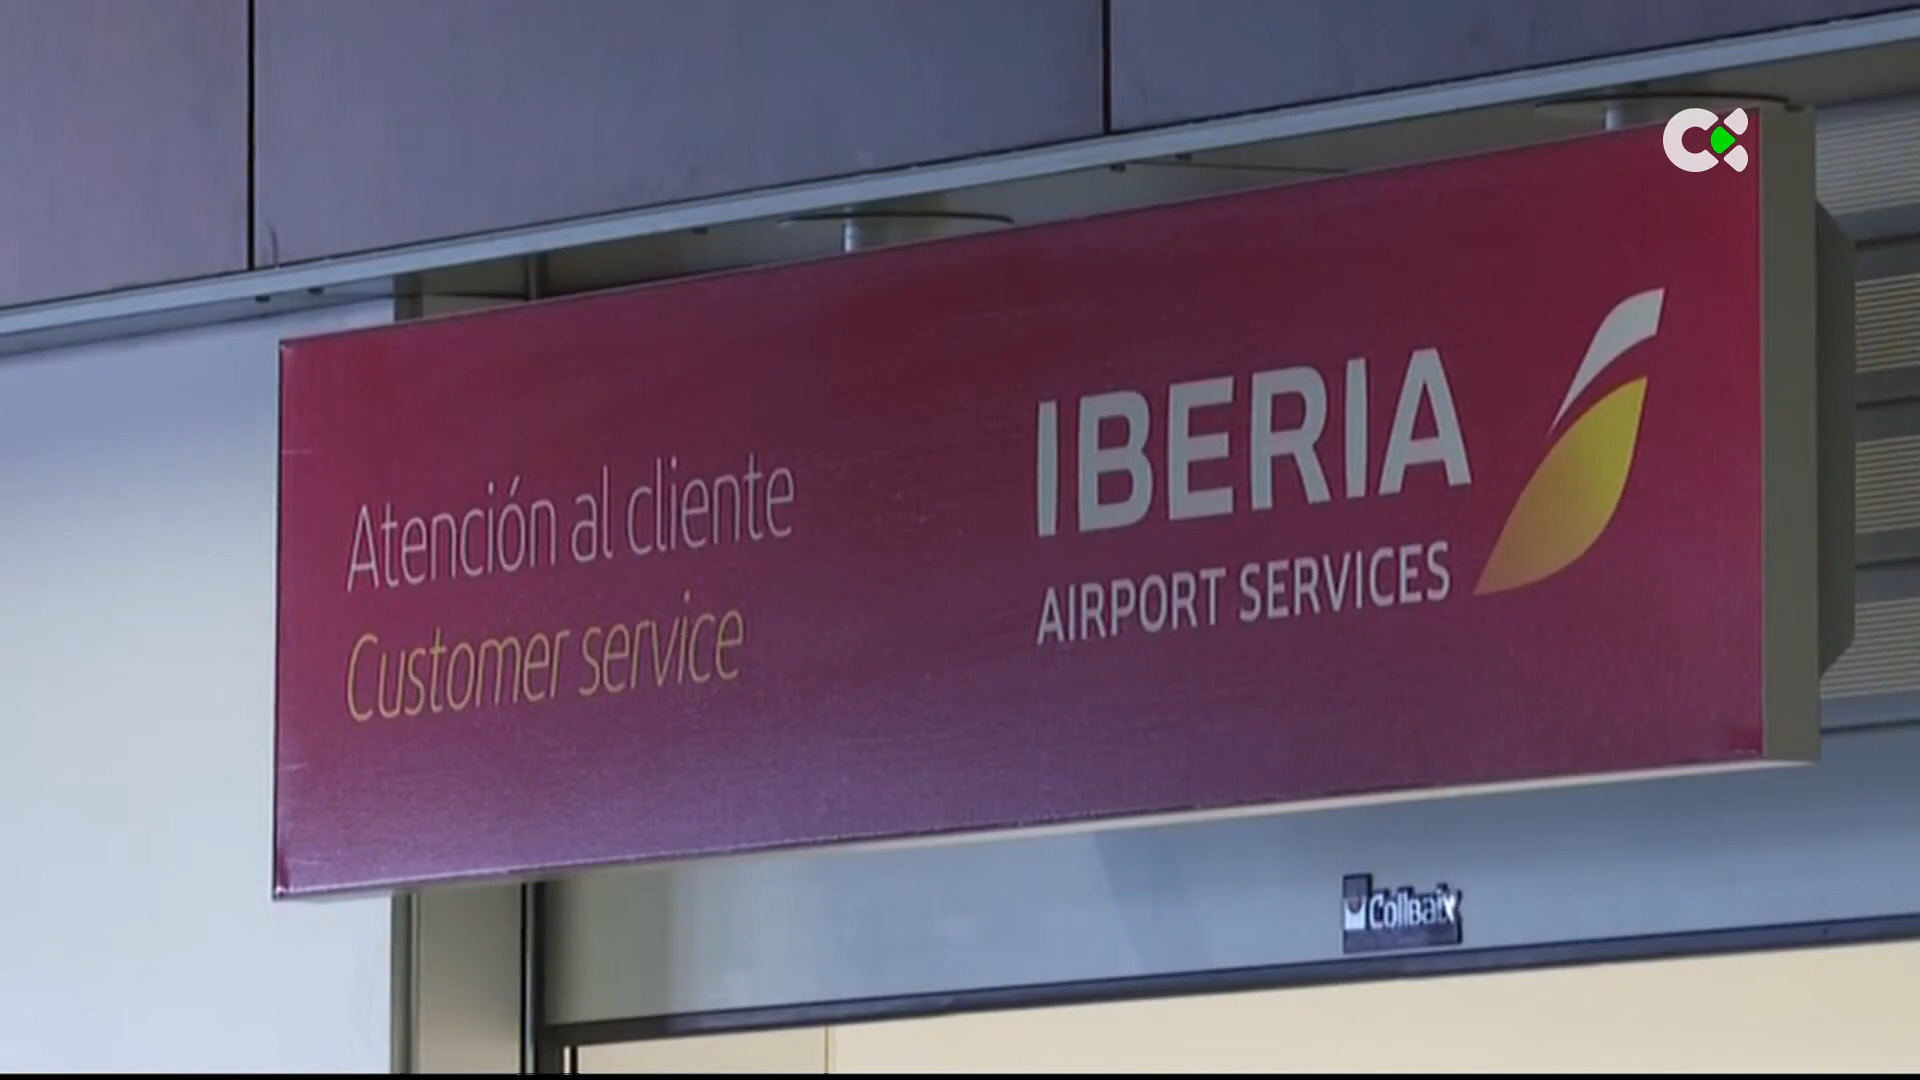 Atención al cliente
Customer service
IBERIA
AIRPORT SERVICES
Collbaix